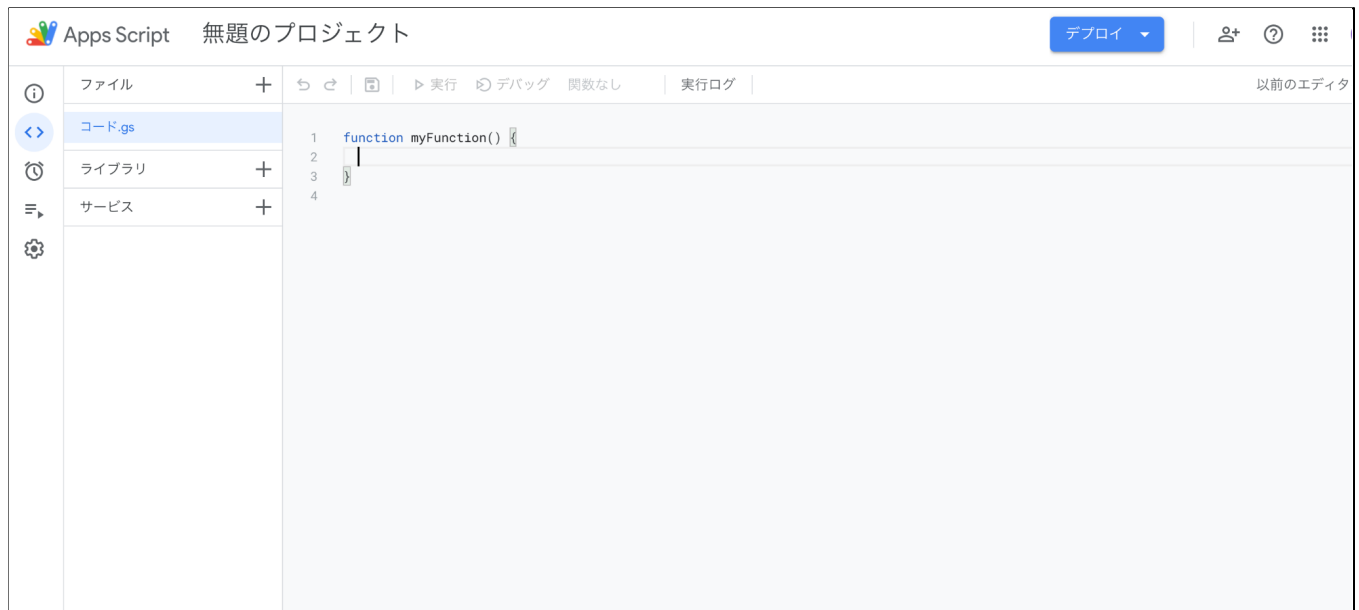 Apps Script 無題のプロジェクト デプロイ
ファイル 実行 デバッグ 関数なし 実行ログ 以前のエディタ
コード.gs
ライブラリ
サービス
1 function myFunction() {
2
3 }
4